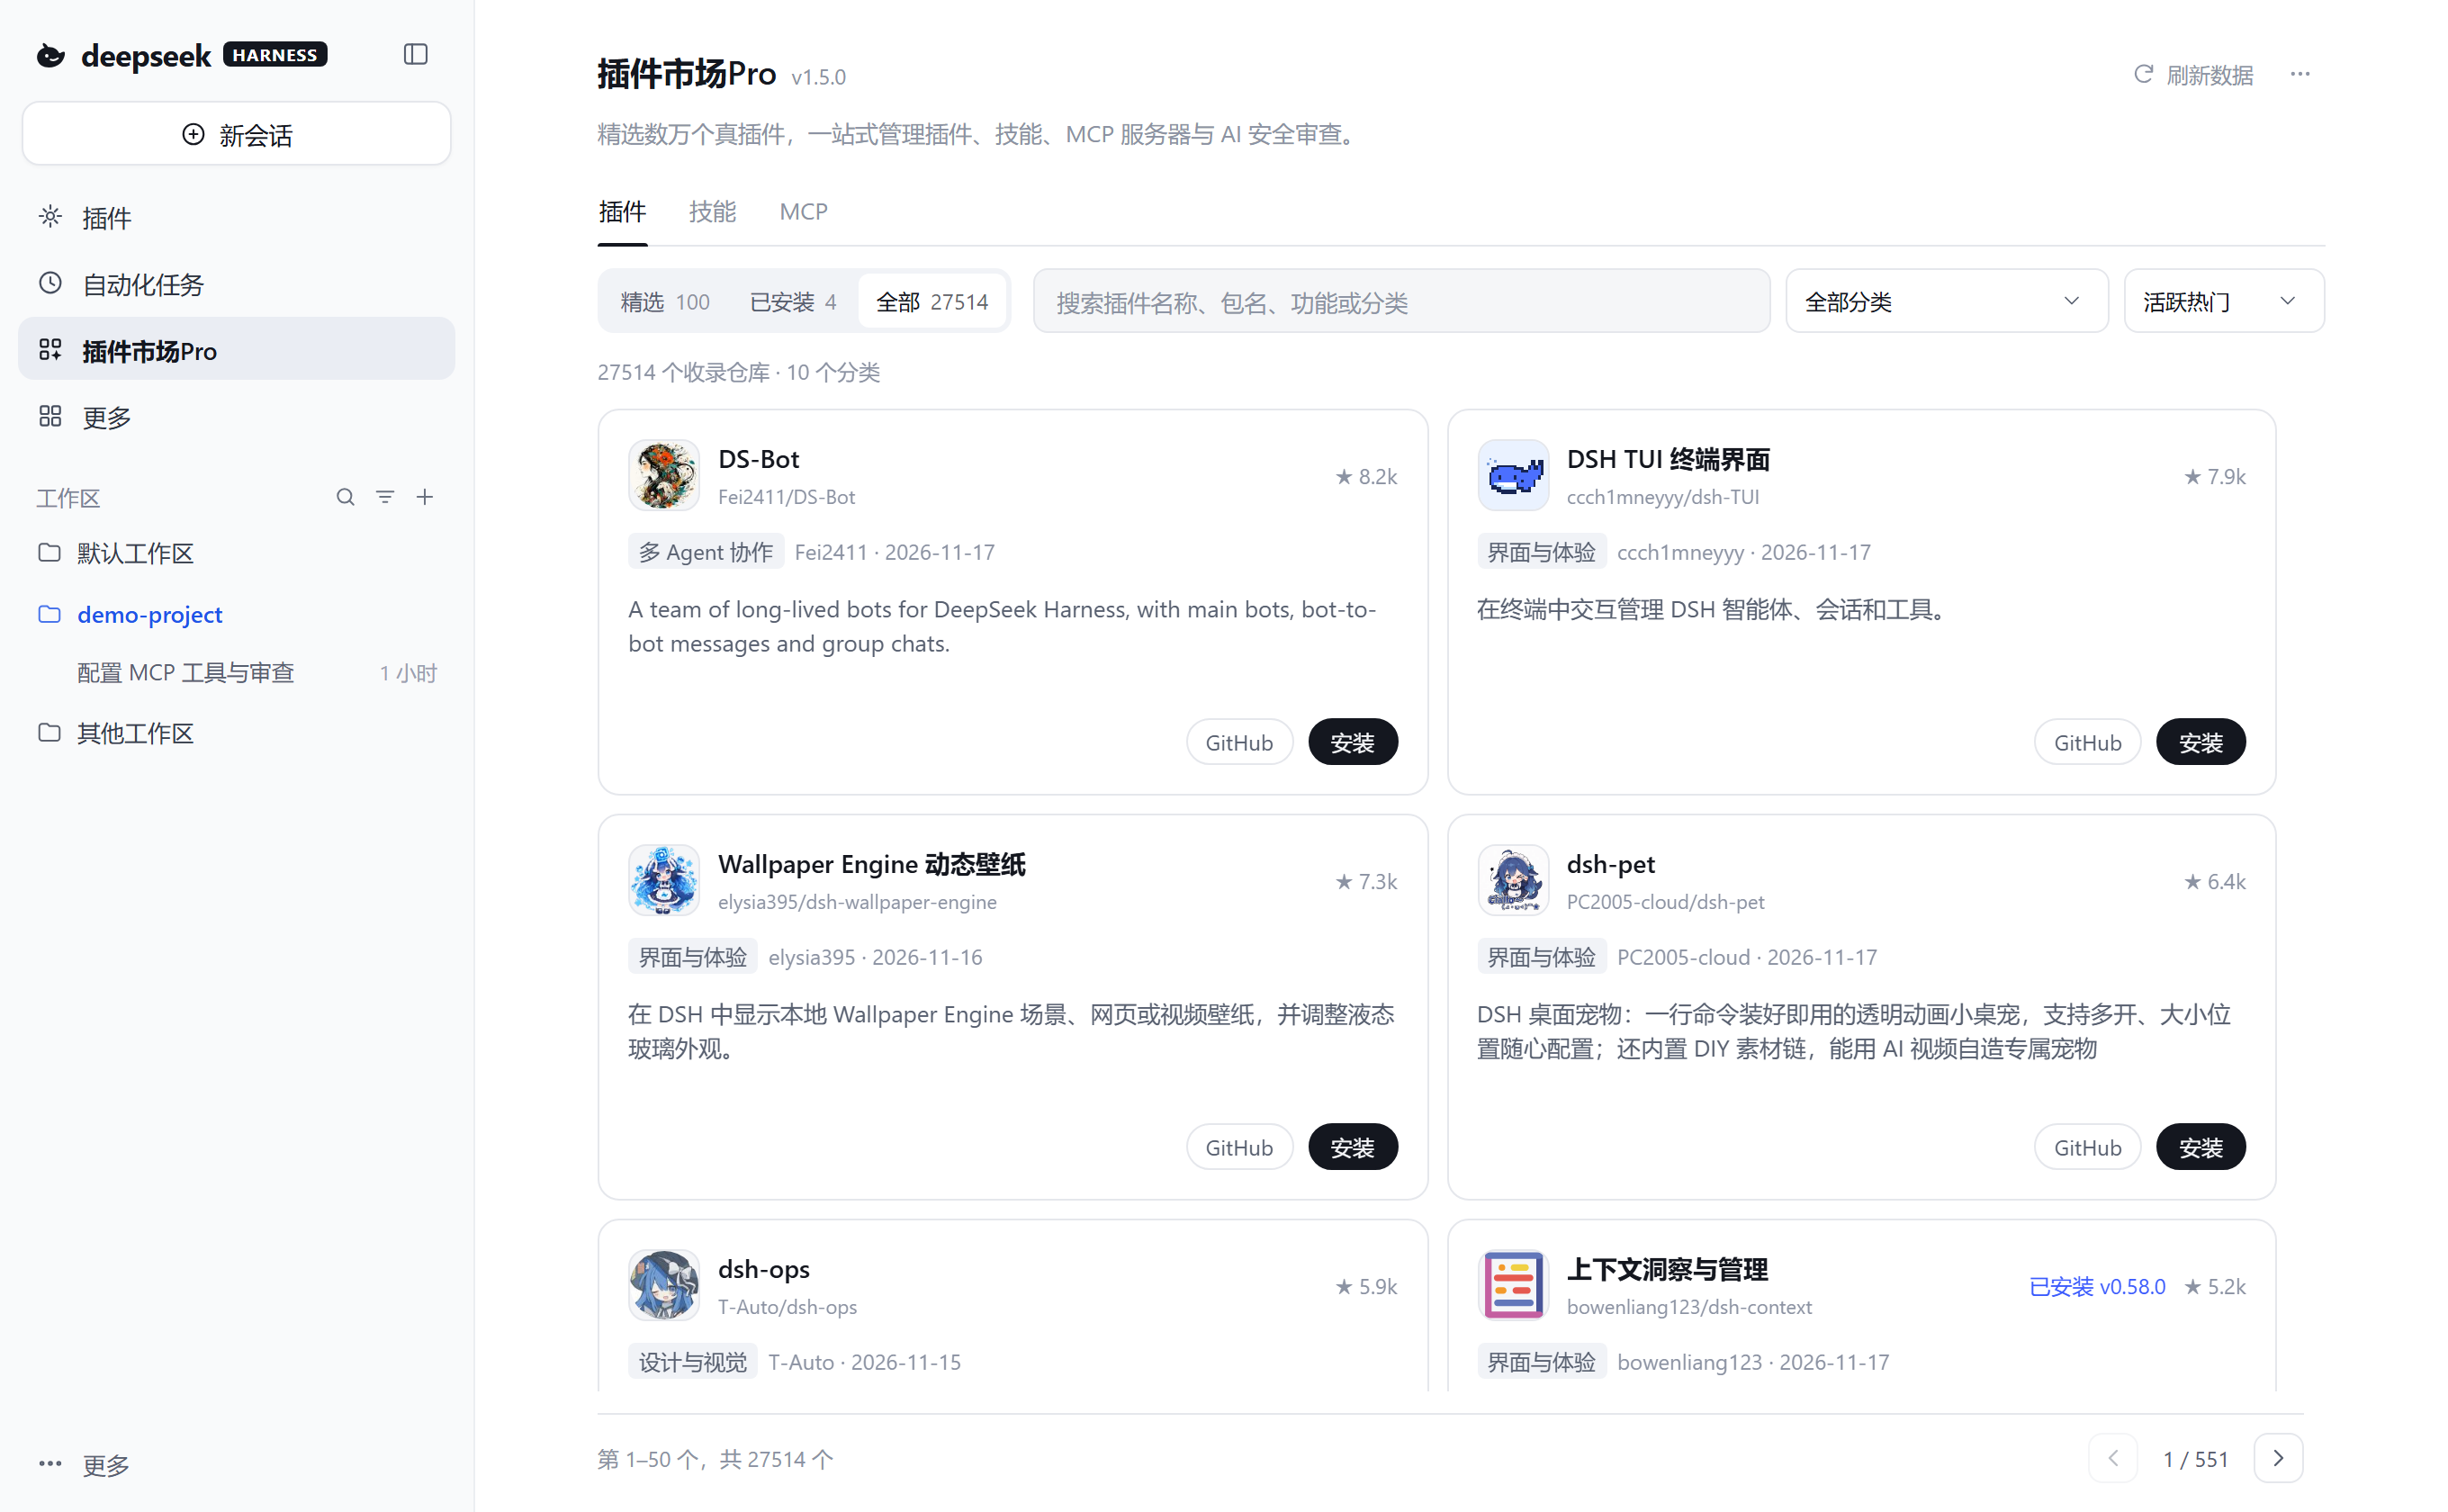 deepseek HARNESS
新会话
插件
自动化任务
插件市场Pro
更多
工作区
默认工作区
demo-project
配置 MCP 工具与审查 1 小时
其他工作区
更多
插件市场Pro v1.5.0
刷新数据
精选数万个真插件，一站式管理插件、技能、MCP 服务器与 AI 安全审查。
插件 技能 MCP
精选 100 已安装 4 全部 27514
搜索插件名称、包名、功能或分类
全部分类
活跃热门
27514 个收录仓库 · 10 个分类
DS-Bot
Fei2411/DS-Bot
★ 8.2k
多 Agent 协作 Fei2411 · 2026-11-17
A team of long-lived bots for DeepSeek Harness, with main bots, bot-to-
bot messages and group chats.
GitHub 安装
DSH TUI 终端界面
ccch1mneyyy/dsh-TUI
★ 7.9k
界面与体验 ccch1mneyyy · 2026-11-17
在终端中交互管理 DSH 智能体、会话和工具。
GitHub 安装
Wallpaper Engine 动态壁纸
elysia395/dsh-wallpaper-engine
★ 7.3k
界面与体验 elysia395 · 2026-11-16
在 DSH 中显示本地 Wallpaper Engine 场景、网页或视频壁纸，并调整液态
玻璃外观。
GitHub 安装
dsh-pet
PC2005-cloud/dsh-pet
★ 6.4k
界面与体验 PC2005-cloud · 2026-11-17
DSH 桌面宠物：一行命令装好即用的透明动画小桌宠，支持多开、大小位
置随心配置；还内置 DIY 素材链，能用 AI 视频自造专属宠物
GitHub 安装
dsh-ops
T-Auto/dsh-ops
★ 5.9k
设计与视觉 T-Auto · 2026-11-15
上下文洞察与管理
bowenliang123/dsh-context
已安装 v0.58.0 ★ 5.2k
界面与体验 bowenliang123 · 2026-11-17
第 1–50 个，共 27514 个
1 / 551